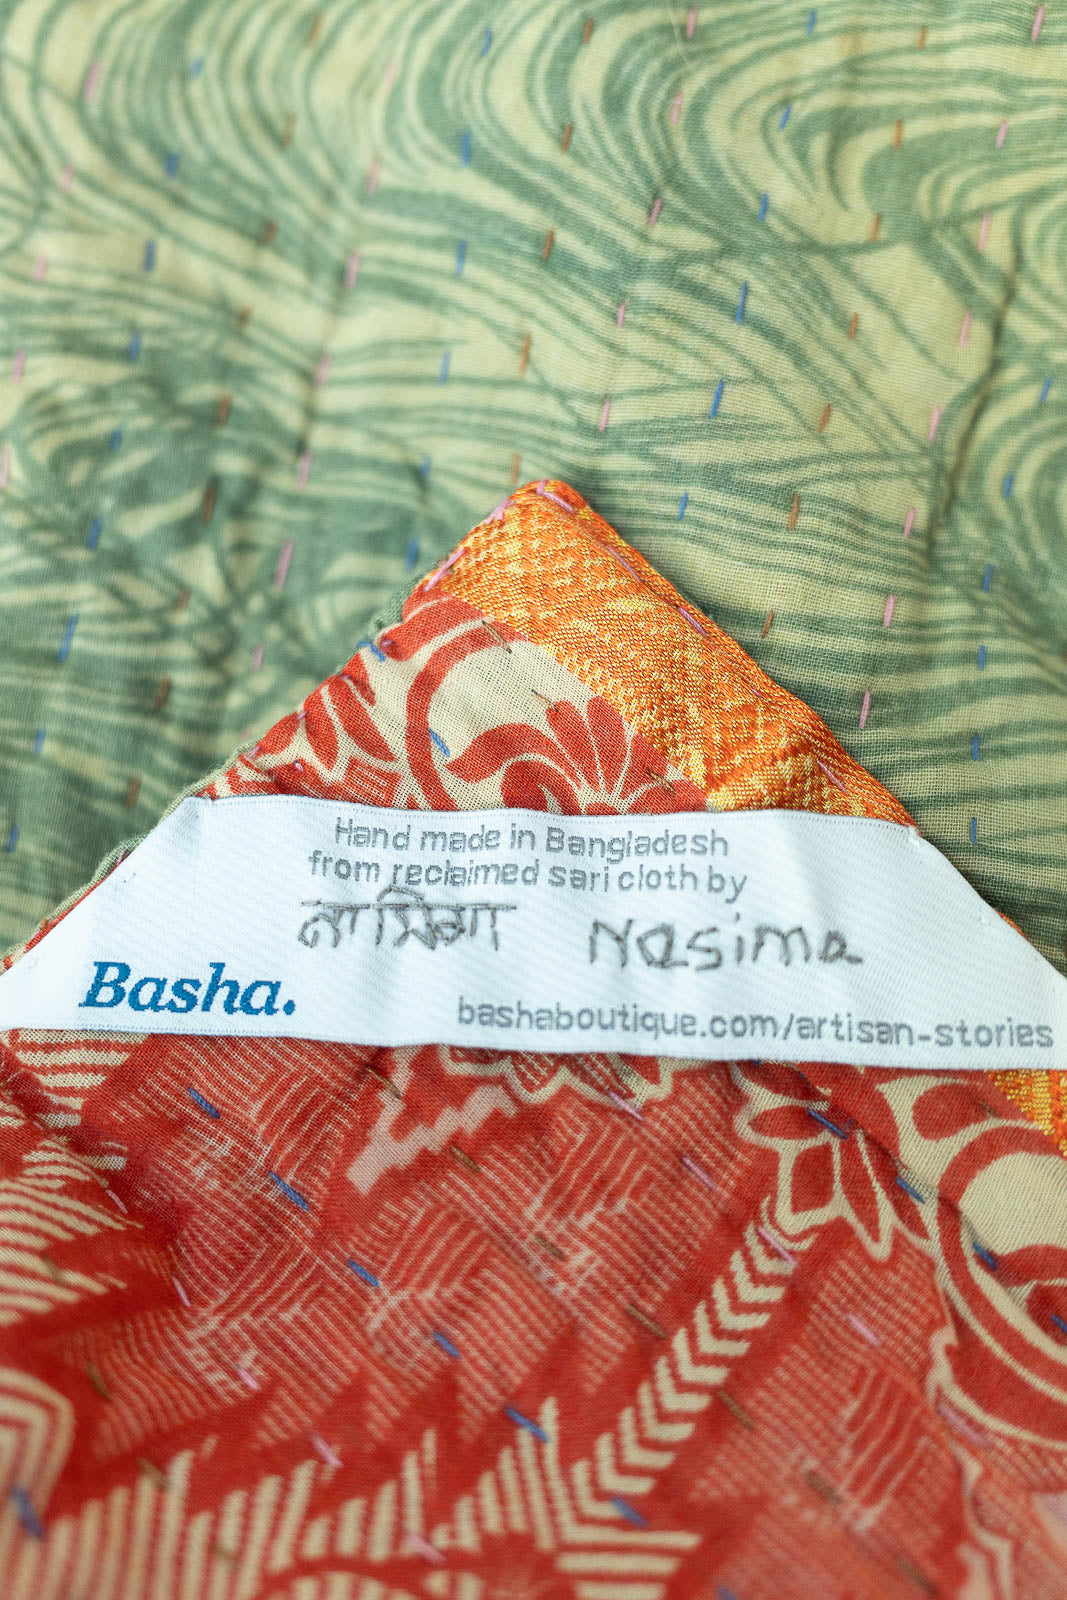 Hand made in Bangladesh
from reclaimed sari cloth by
নাসিমা Nasima
Basha.
bashaboutique.com/artisan-stories